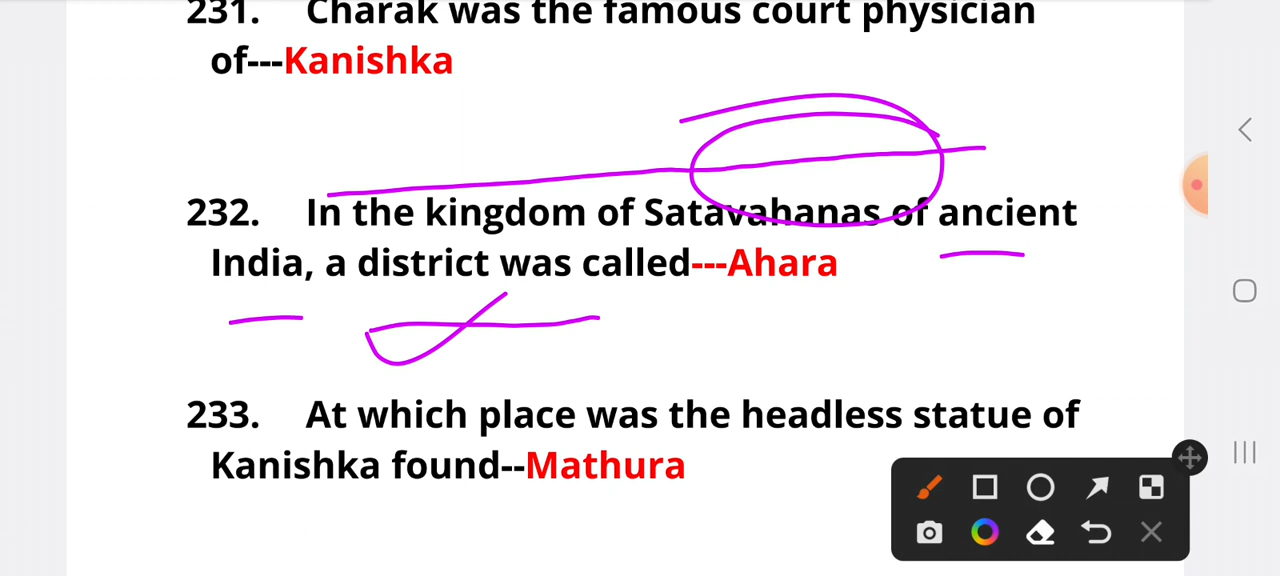 231. Charak was the famous court physician
of---Kanishka
232. In the kingdom of Satavahanas of ancient
India, a district was called---Ahara
233. At which place was the headless statue of
Kanishka found--Mathura